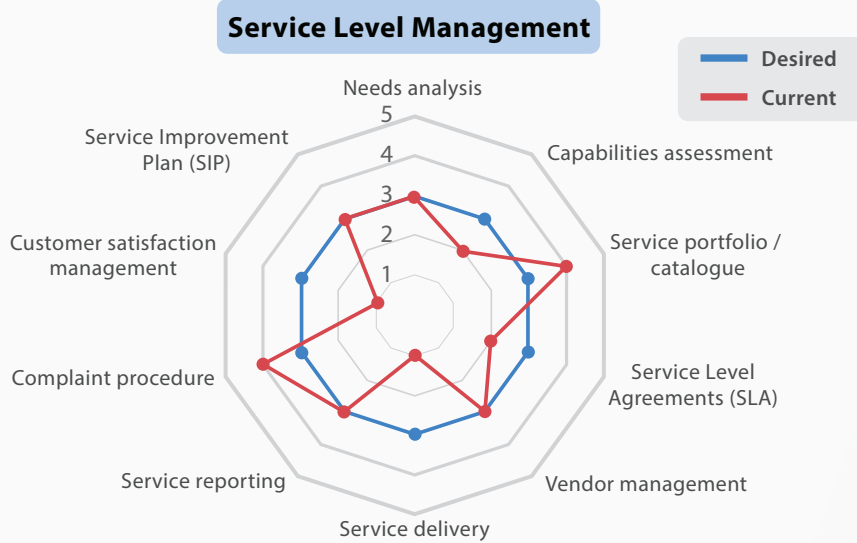 Service Level Management
Desired
Current
Needs analysis
5
4
3
2
1
Capabilities assessment
Service portfolio /
catalogue
Service Level
Agreements (SLA)
Vendor management
Service delivery
Service reporting
Complaint procedure
Customer satisfaction
management
Service Improvement
Plan (SIP)